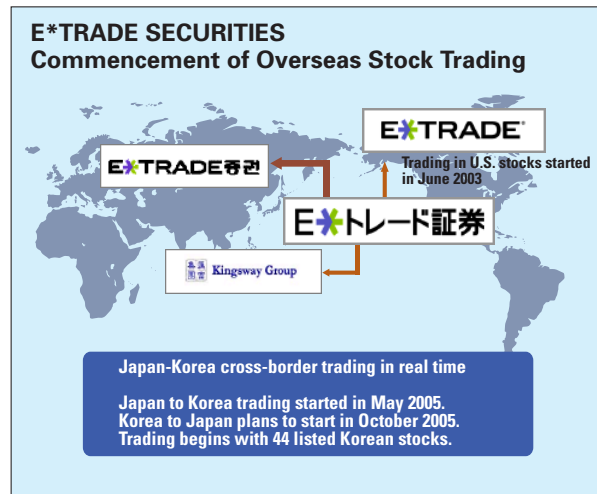 E*TRADE SECURITIES
Commencement of Overseas Stock Trading
E*TRADE®
Trading in U.S. stocks started
in June 2003
E*TRADE증권
E*トレード証券
Kingsway Group
Japan-Korea cross-border trading in real time
Japan to Korea trading started in May 2005.
Korea to Japan plans to start in October 2005.
Trading begins with 44 listed Korean stocks.